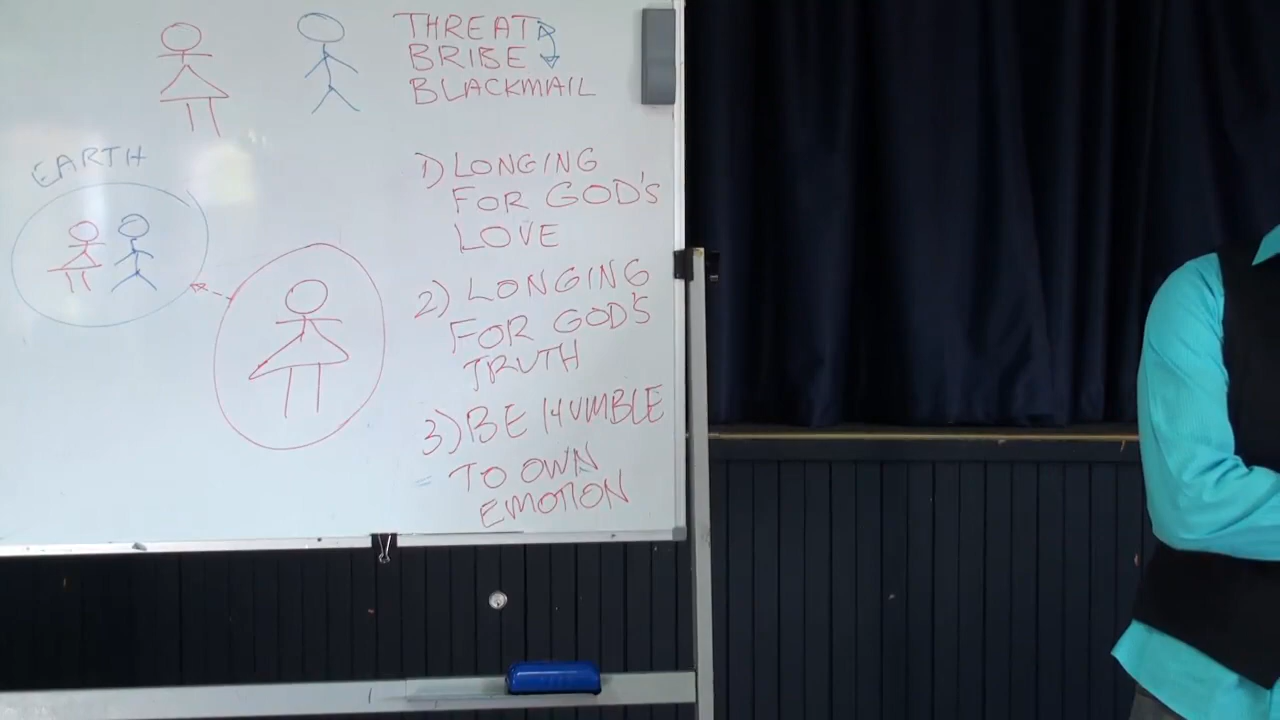 THREAT
BRIBE
BLACKMAIL
EARTH
1) LONGING
FOR GOD'S
LOVE
2) LONGING
FOR GOD'S
TRUTH
3) BE HUMBLE
TO OWN
EMOTION